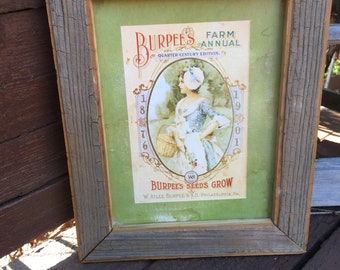 BURPEE'S FARM
ANNUAL
QUARTER CENTURY EDITION
1876 1901
BURPEE'S SEEDS GROW
W. ATLEE BURPEE & CO. PHILADELPHIA, PA.